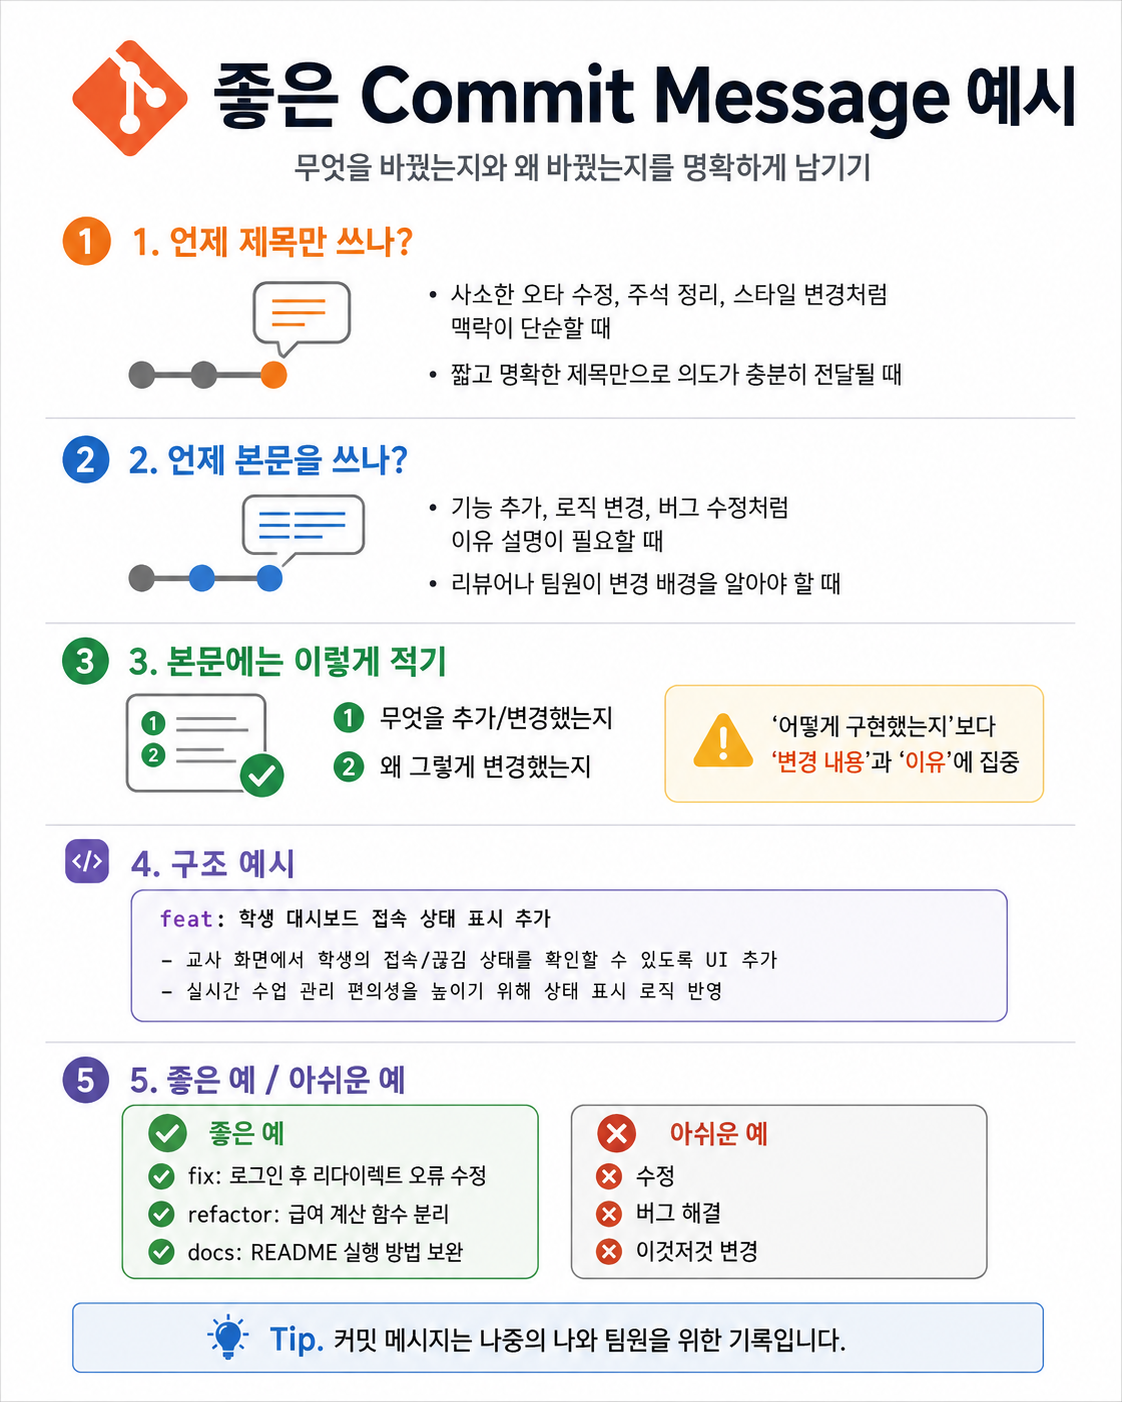 좋은 Commit Message 예시
무엇을 바꿨는지와 왜 바꿨는지를 명확하게 남기기
1 1. 언제 제목만 쓰나?
• 사소한 오타 수정, 주석 정리, 스타일 변경처럼
맥락이 단순할 때
• 짧고 명확한 제목만으로 의도가 충분히 전달될 때
2 2. 언제 본문을 쓰나?
• 기능 추가, 로직 변경, 버그 수정처럼
이유 설명이 필요할 때
• 리뷰어나 팀원이 변경 배경을 알아야 할 때
3 3. 본문에는 이렇게 적기
1
2
1 무엇을 추가/변경했는지
2 왜 그렇게 변경했는지
‘어떻게 구현했는지’보다
‘변경 내용’과 ‘이유’에 집중
</> 4. 구조 예시
feat: 학생 대시보드 접속 상태 표시 추가
– 교사 화면에서 학생의 접속/끊김 상태를 확인할 수 있도록 UI 추가
– 실시간 수업 관리 편의셩을 높이기 위해 상태 표시 로직 반영
5 5. 좋은 예 / 아쉬운 예
좋은 예
fix: 로그인 후 리다이렉트 오류 수정
refactor: 급여 계산 함수 분리
docs: README 실행 방법 보완
아쉬운 예
수정
버그 해결
이것저것 변경
Tip. 커밋 메시지는 나중의 나와 팀원을 위한 기록입니다.